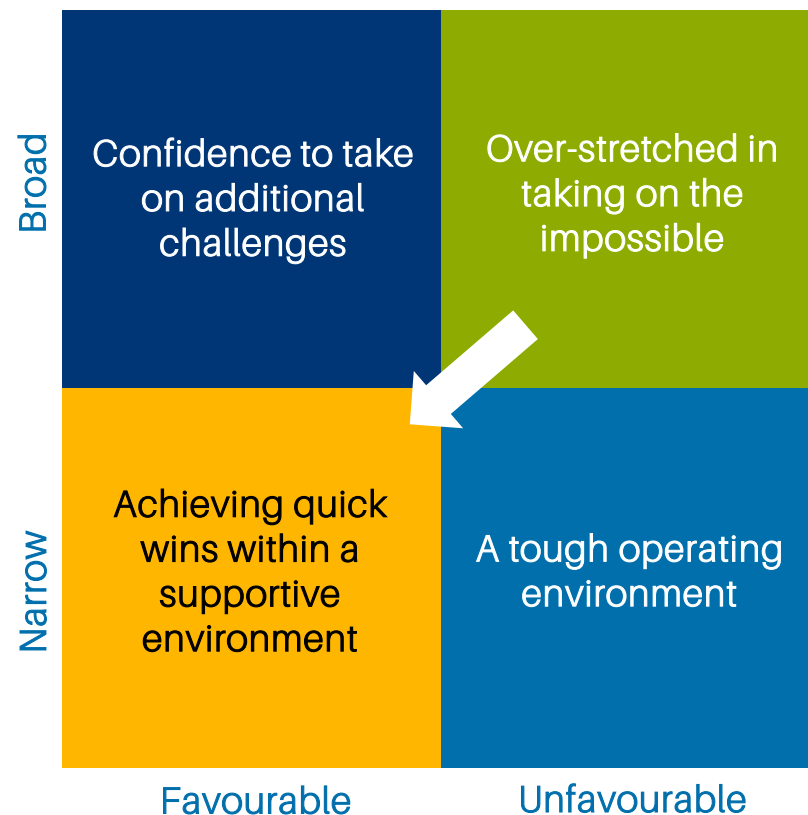 Broad
Confidence to take
on additional
challenges
Over-stretched in
taking on the
impossible
Narrow
Achieving quick
wins within a
supportive
environment
A tough operating
environment
Favourable
Unfavourable